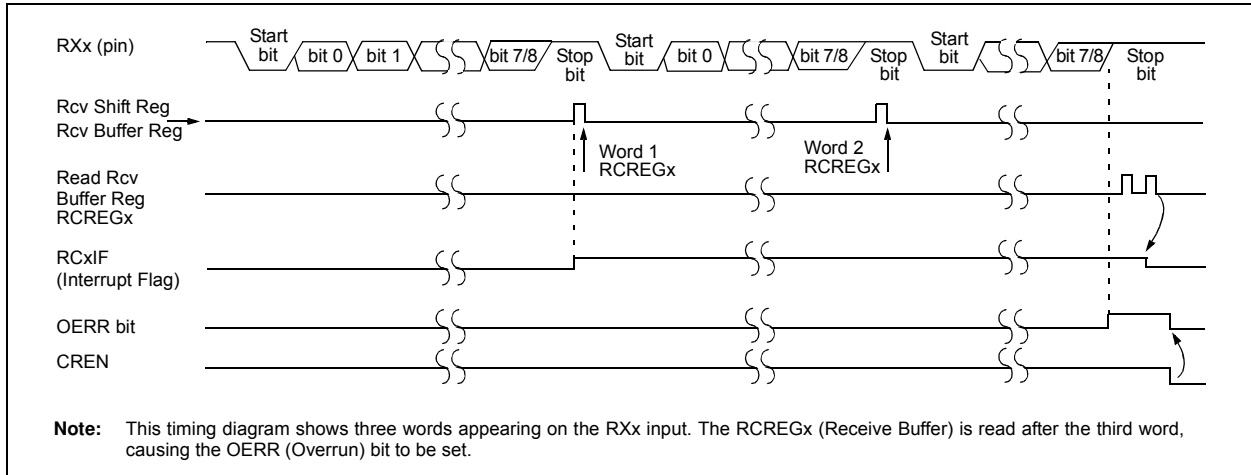 RXx (pin)
Start bit
bit 0
bit 1
bit 7/8
Stop bit
Start bit
bit 0
bit 7/8
Stop bit
Start bit
bit 7/8
Stop bit
Rcv Shift Reg
Rcv Buffer Reg
Word 1
RCREGx
Word 2
RCREGx
Read Rcv
Buffer Reg
RCREGx
RCxIF
(Interrupt Flag)
OERR bit
CREN
Note: This timing diagram shows three words appearing on the RXx input. The RCREGx (Receive Buffer) is read after the third word,
causing the OERR (Overrun) bit to be set.